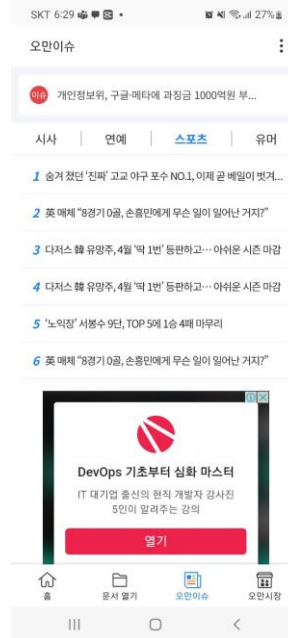 SKT 6:29
27%
오만이슈
이슈 개인정보위, 구글·메타에 과징금 1000억원 부...
시사 연예 스포츠 유머
1 숨겨 졌던 '진짜' 고교 야구 포수 NO.1, 이제 곧 베일이 벗겨...
2 英 매체 "8경기 0골, 손흥민에게 무슨 일이 일어난 거지?"
3 다저스 韓 유망주, 4월 '딱 1번' 등판하고… 아쉬운 시즌 마감
4 다저스 韓 유망주, 4월 '딱 1번' 등판하고… 아쉬운 시즌 마감
5 '노익장' 서봉수 9단, TOP 5에 1승 4패 마무리
6 英 매체 "8경기 0골, 손흥민에게 무슨 일이 일어난 거지?"
DevOps 기초부터 심화 마스터
IT 대기업 출신의 현직 개발자 강사진
5인이 알려주는 강의
열기
홈 문서 열기 오만이슈 오만시장